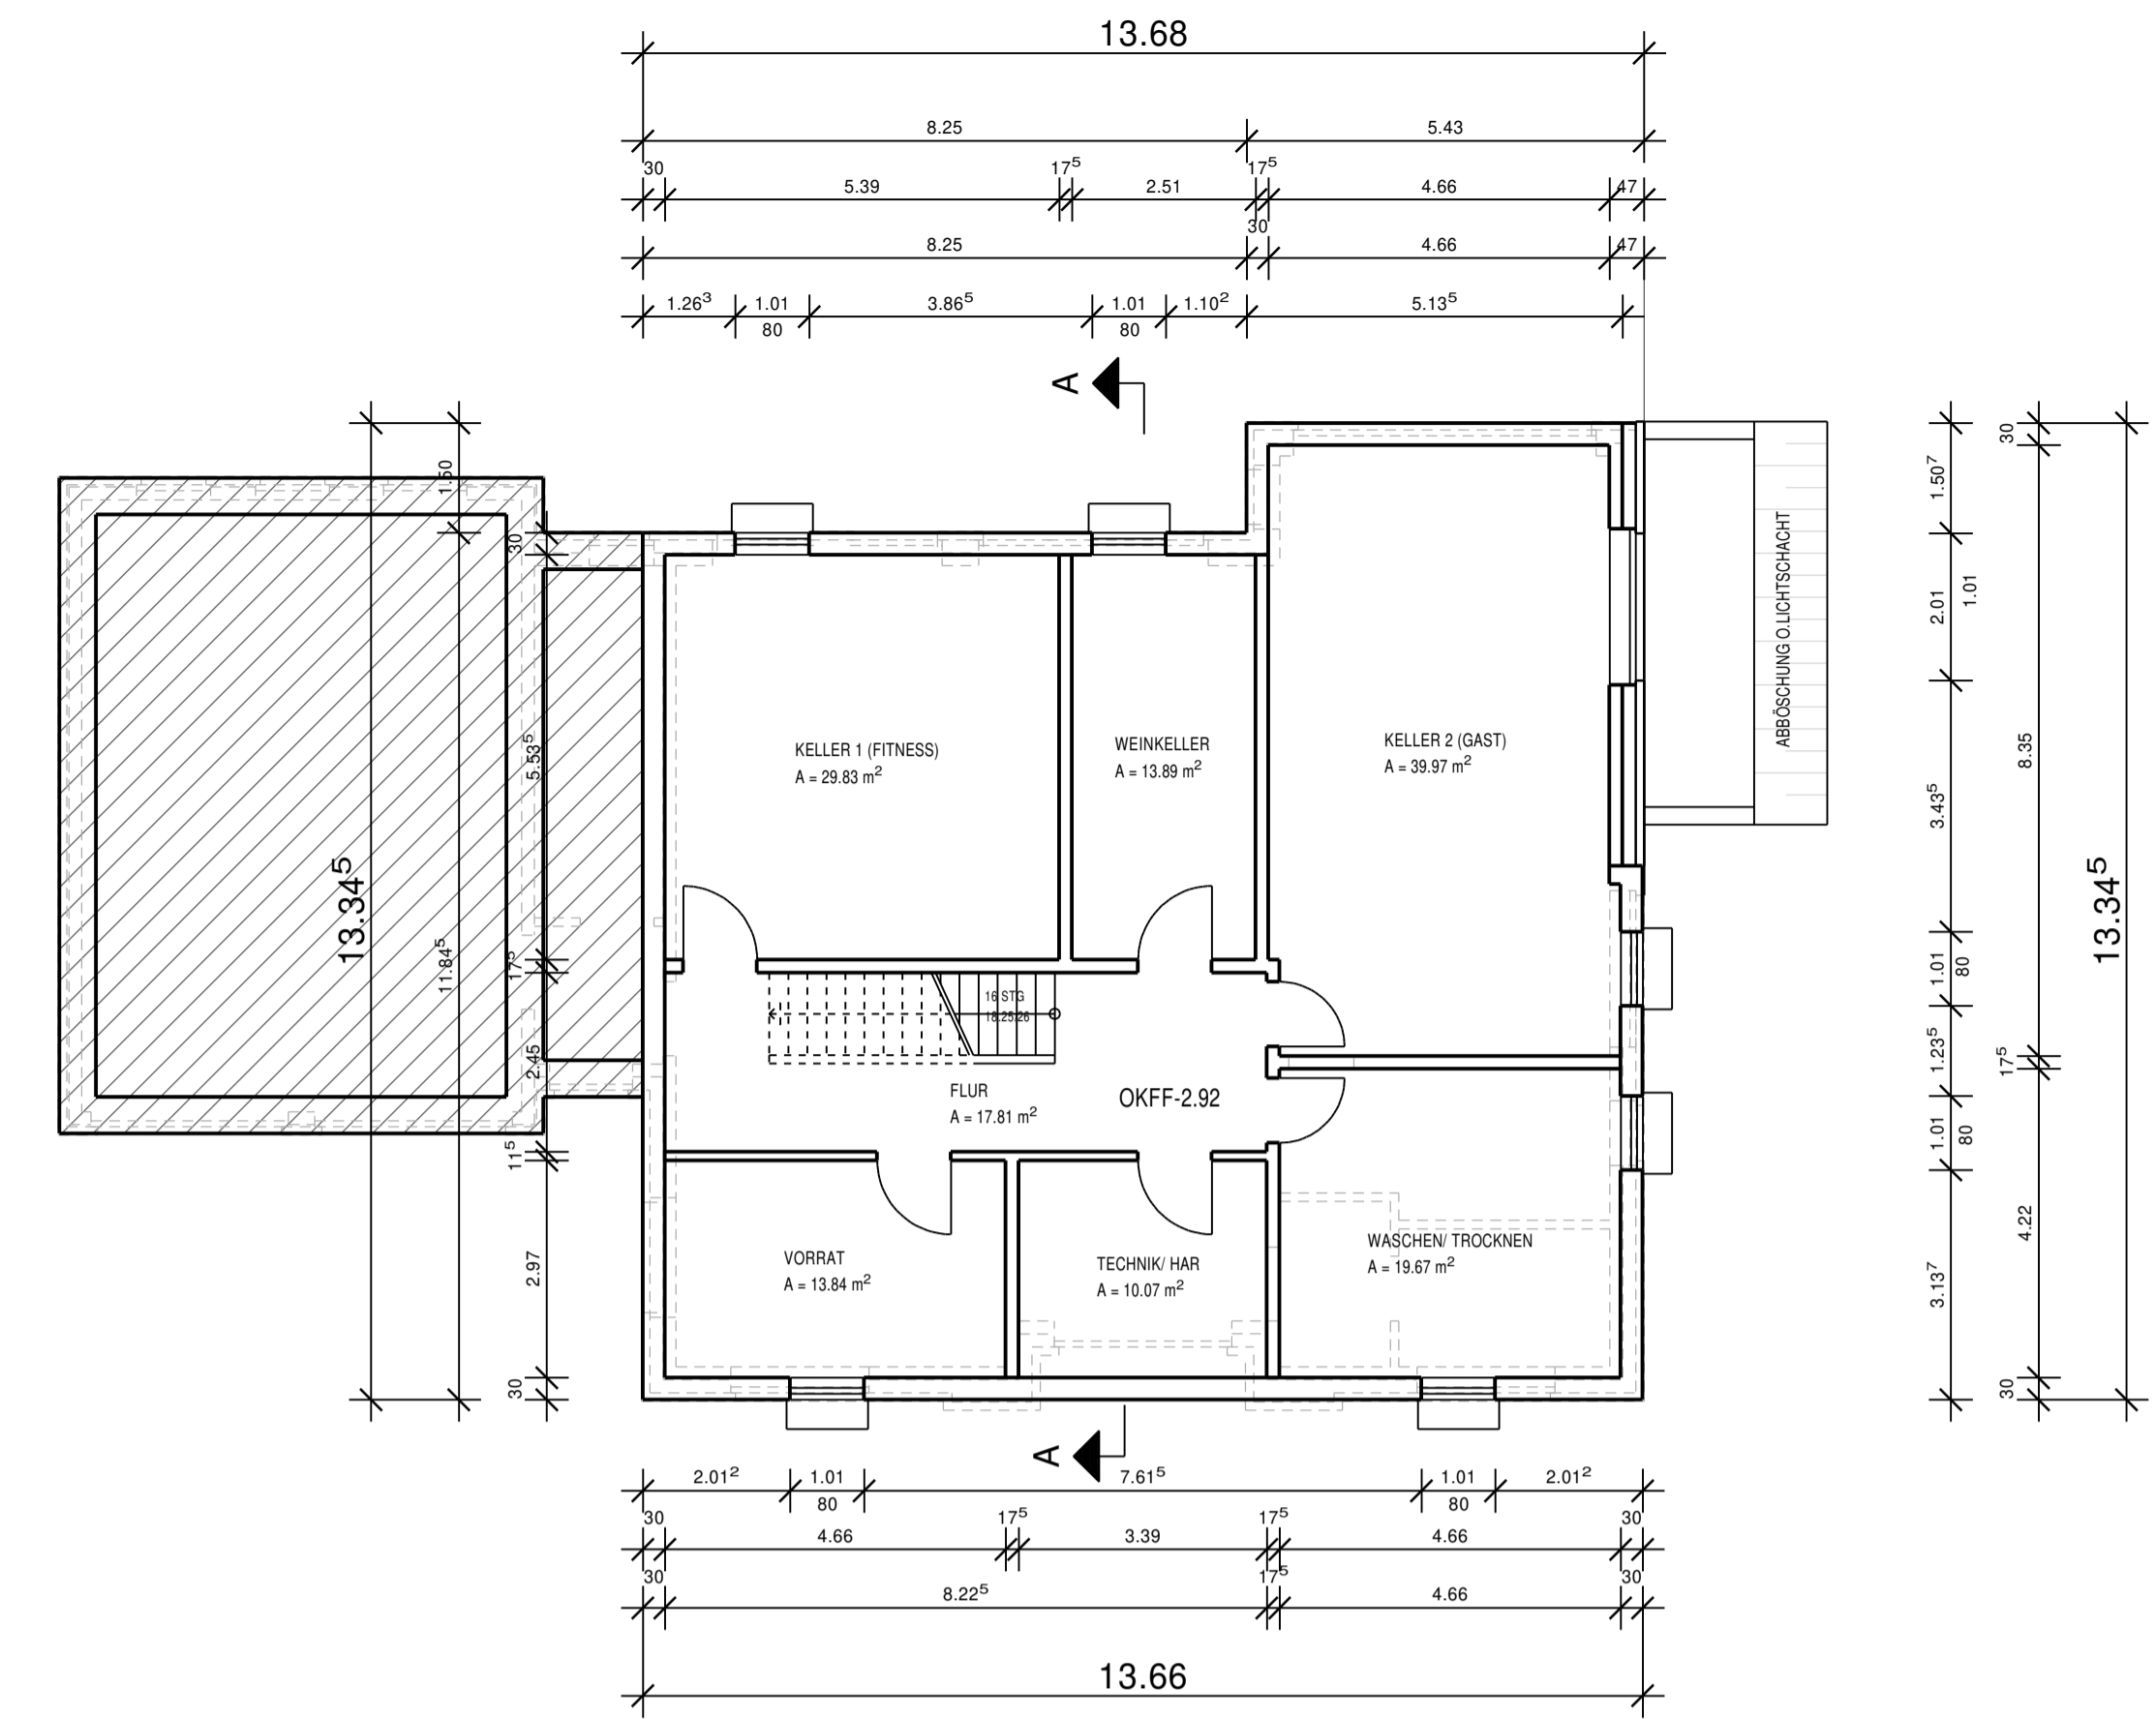 13.68
8.25 5.43
30 17⁵ 17⁵
5.39 2.51 4.66 47
30
8.25 4.66 47
1.26³ 1.01 3.86⁵ 1.01 1.10² 5.13⁵
80 80
A
1.50
30
5.53⁵
13.34⁵
11.84⁵
17⁵
2.45
11⁵
2.97
30
KELLER 1 (FITNESS)
A = 29.83 m²
WEINKELLER
A = 13.89 m²
KELLER 2 (GAST)
A = 39.97 m²
ABBÖSCHUNG O.LICHTSCHACHT
16 STG
18.25.26
FLUR
A = 17.81 m²
OKFF-2.92
VORRAT
A = 13.84 m²
TECHNIK/ HAR
A = 10.07 m²
WASCHEN/ TROCKNEN
A = 19.67 m²
1.50⁷
2.01
1.01
3.43⁵
1.01
80
1.23⁵
1.01
80
3.13⁷
30
8.35
17⁵
4.22
30
13.34⁵
A
2.01² 1.01 7.61⁵ 1.01 2.01²
80 80
30 17⁵ 17⁵ 30
4.66 3.39 4.66
30 17⁵ 30
8.22⁵ 4.66
13.66